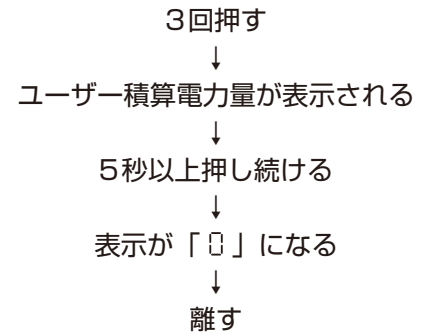 ３回押す
↓
ユーザー積算電力量が表示される
↓
５秒以上押し続ける
↓
表示が「0」になる
↓
離す